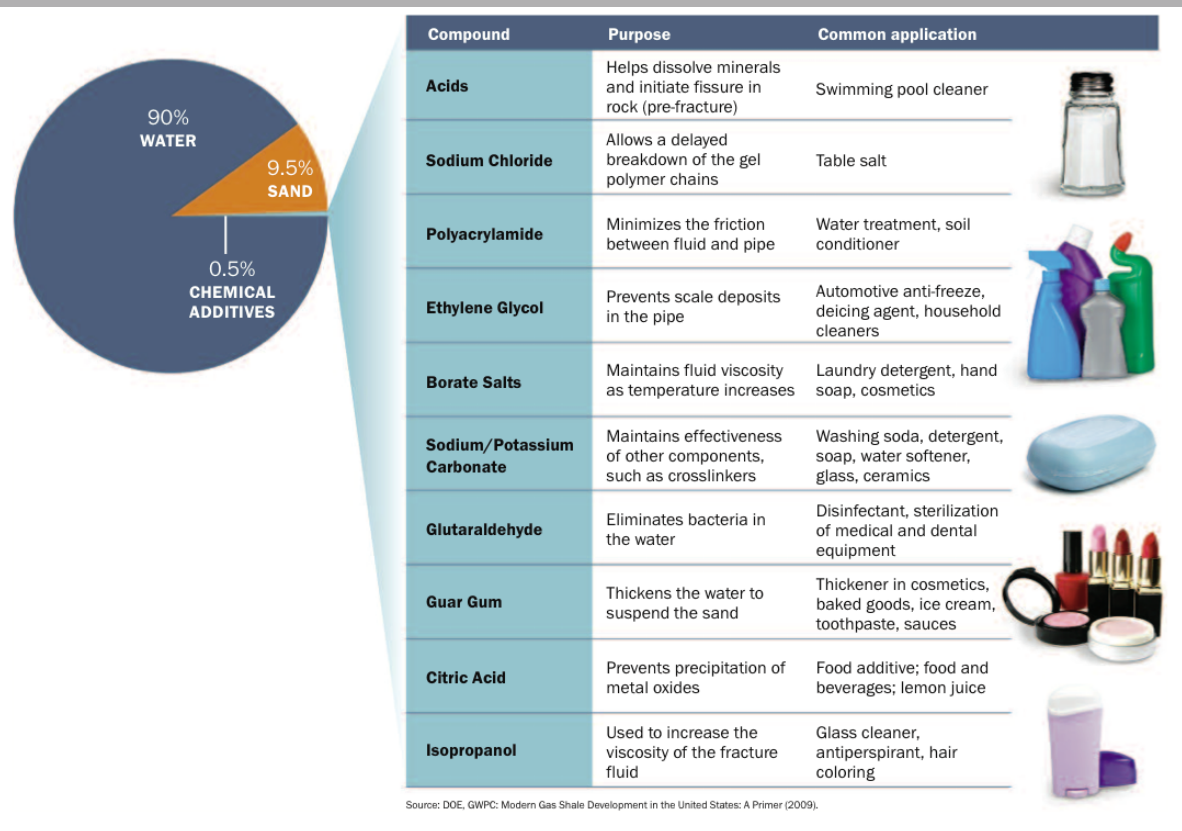 90%
WATER
9.5%
SAND
0.5%
CHEMICAL
ADDITIVES
Compound Purpose Common application
Acids
Helps dissolve minerals
and initiate fissure in
rock (pre-fracture)
Swimming pool cleaner
Sodium Chloride
Allows a delayed
breakdown of the gel
polymer chains
Table salt
Polyacrylamide
Minimizes the friction
between fluid and pipe
Water treatment, soil
conditioner
Ethylene Glycol
Prevents scale deposits
in the pipe
Automotive anti-freeze,
deicing agent, household
cleaners
Borate Salts
Maintains fluid viscosity
as temperature increases
Laundry detergent, hand
soap, cosmetics
Sodium/Potassium
Carbonate
Maintains effectiveness
of other components,
such as crosslinkers
Washing soda, detergent,
soap, water softener,
glass, ceramics
Glutaraldehyde
Eliminates bacteria in
the water
Disinfectant, sterilization
of medical and dental
equipment
Guar Gum
Thickens the water to
suspend the sand
Thickener in cosmetics,
baked goods, ice cream,
toothpaste, sauces
Citric Acid
Prevents precipitation of
metal oxides
Food additive; food and
beverages; lemon juice
Isopropanol
Used to increase the
viscosity of the fracture
fluid
Glass cleaner,
antiperspirant, hair
coloring
Source: DOE, GWPC: Modern Gas Shale Development in the United States: A Primer (2009).